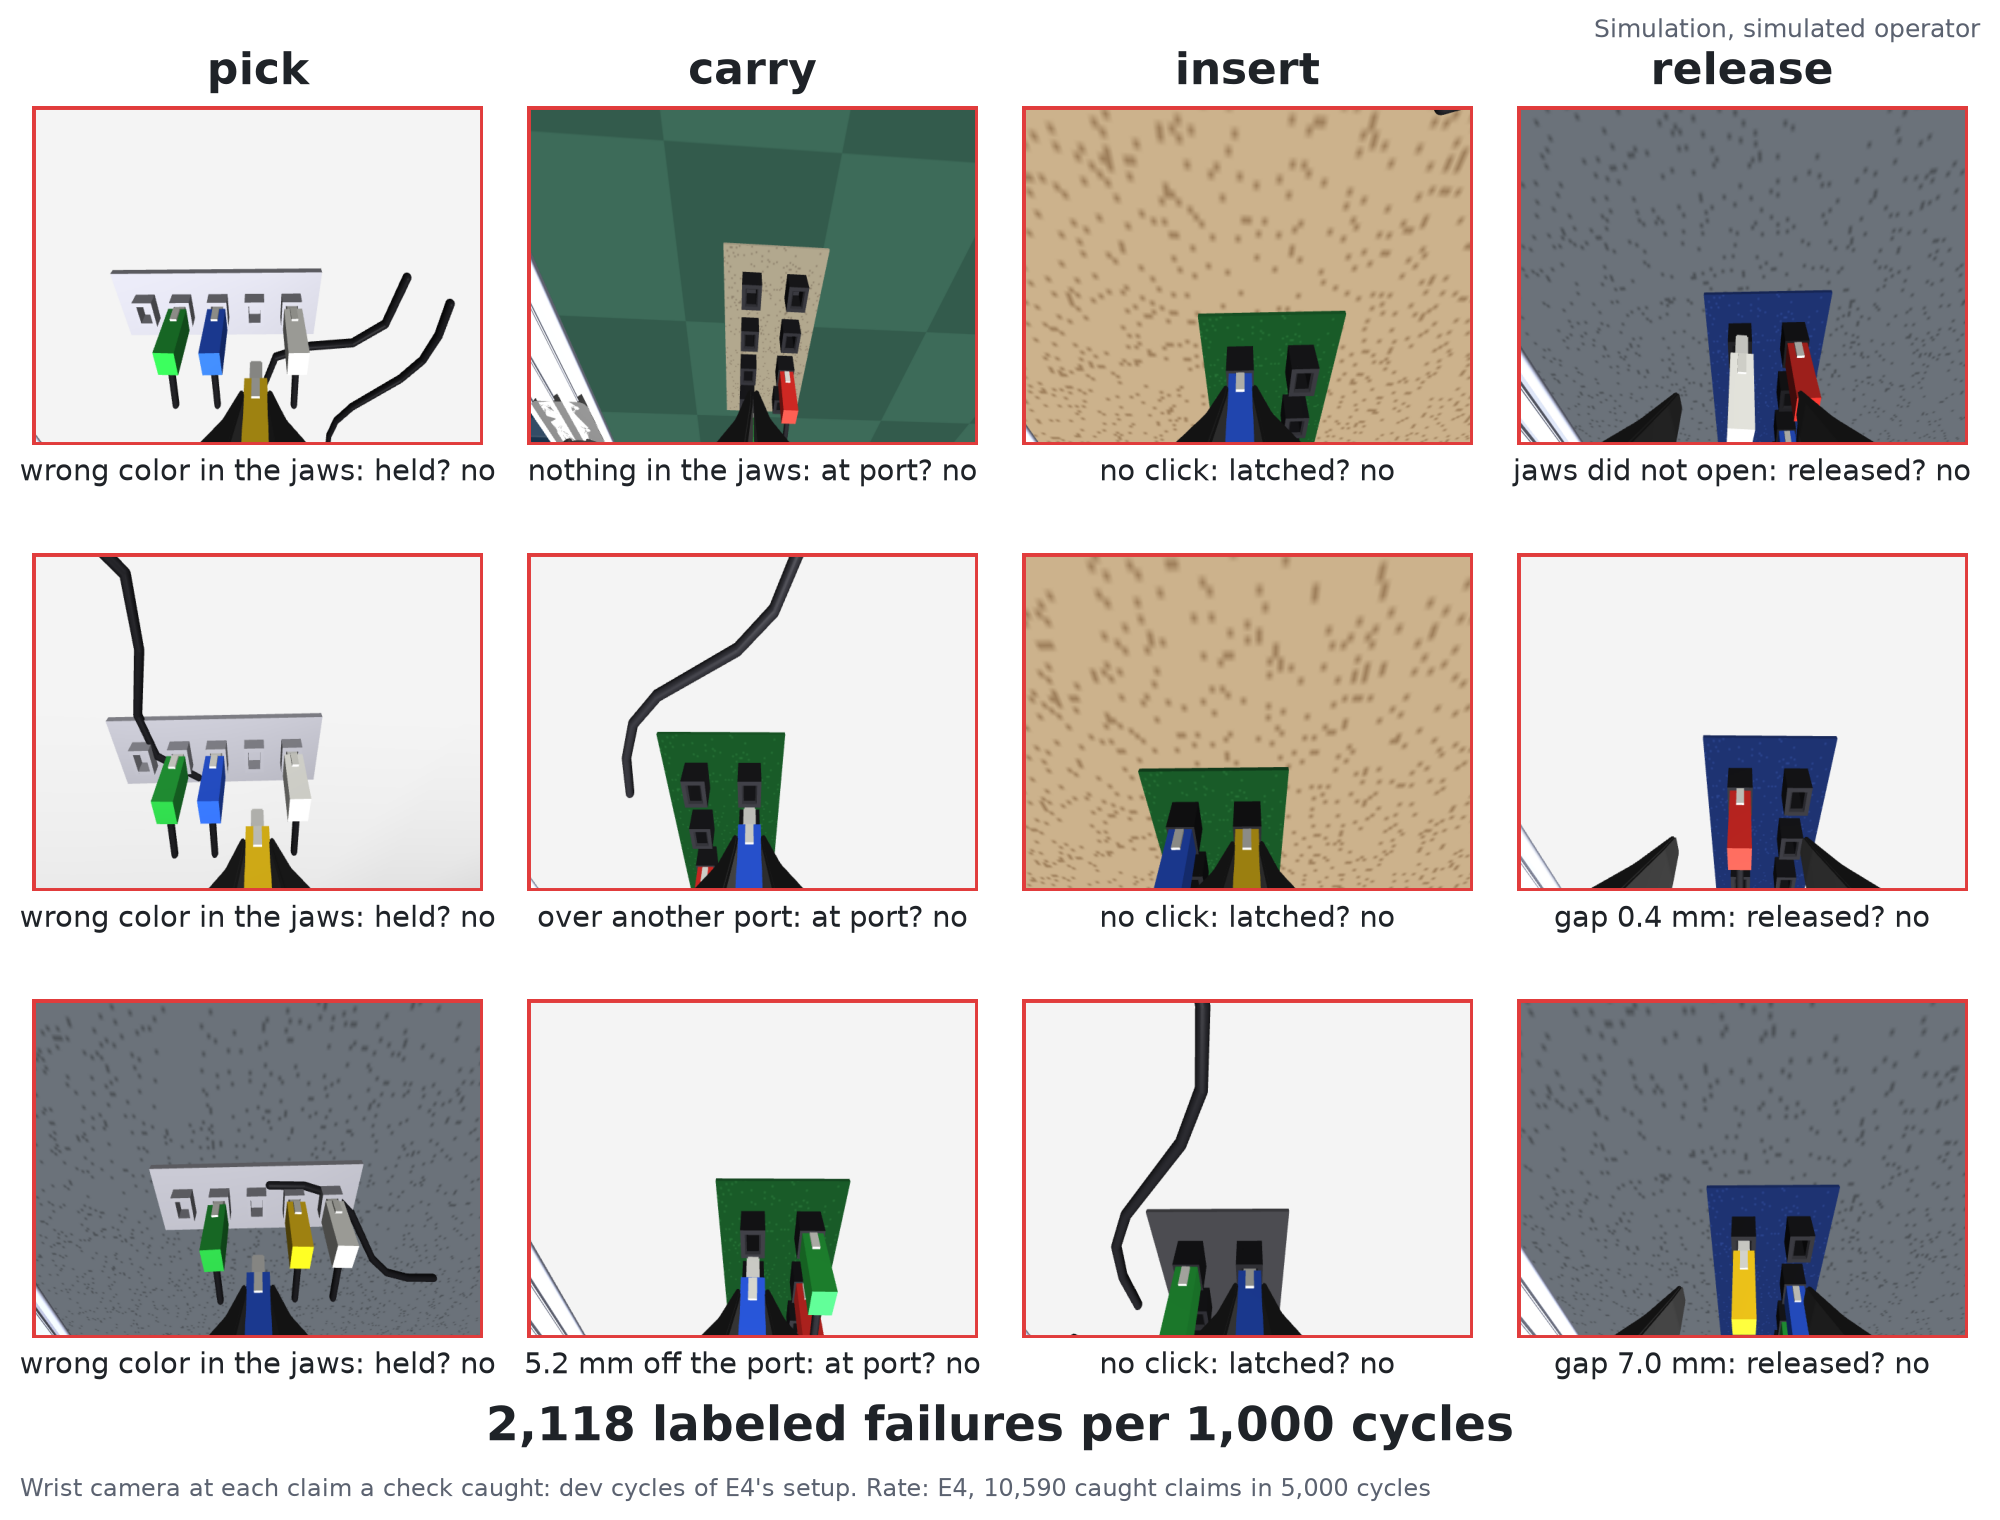 Simulation, simulated operator
pick
carry
insert
release
wrong color in the jaws: held? no
nothing in the jaws: at port? no
no click: latched? no
jaws did not open: released? no
wrong color in the jaws: held? no
over another port: at port? no
no click: latched? no
gap 0.4 mm: released? no
wrong color in the jaws: held? no
5.2 mm off the port: at port? no
no click: latched? no
gap 7.0 mm: released? no
2,118 labeled failures per 1,000 cycles
Wrist camera at each claim a check caught: dev cycles of E4's setup. Rate: E4, 10,590 caught claims in 5,000 cycles